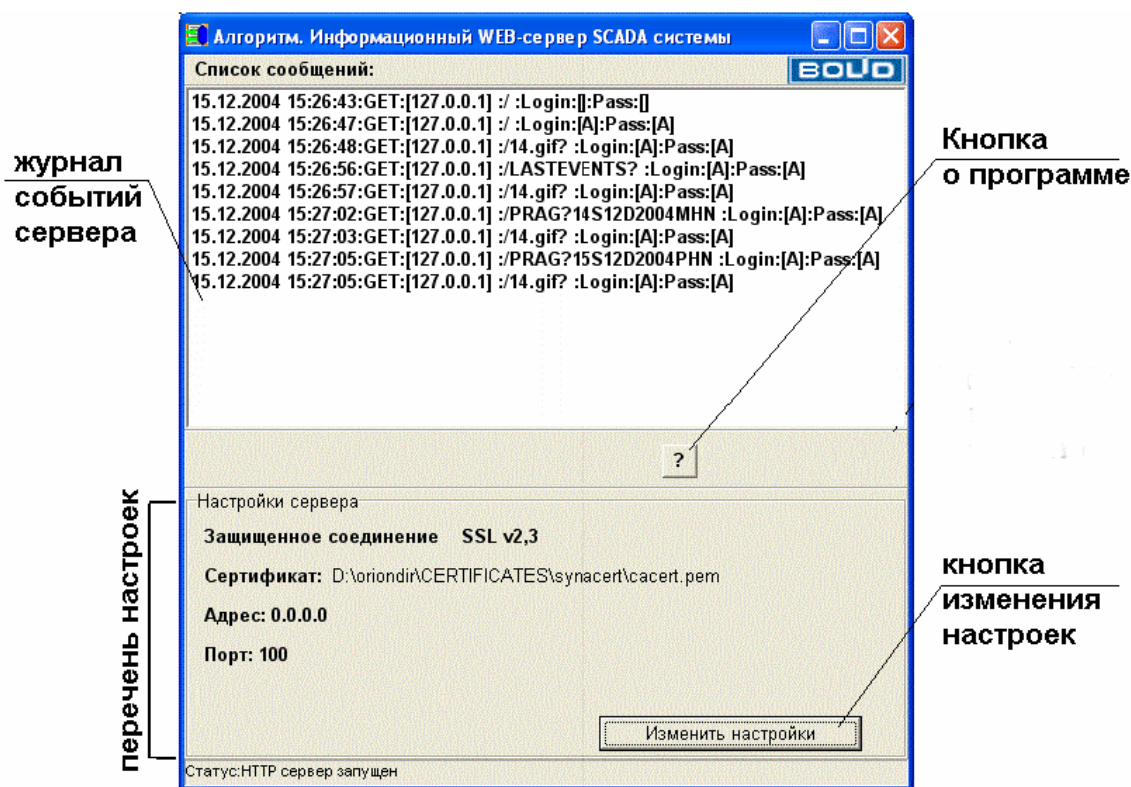 Алгоритм. Информационный WEB-сервер SCADA системы
Список сообщений:
BOLID
15.12.2004 15:26:43:GET:[127.0.0.1] :/ :Login:[]:Pass:[]
15.12.2004 15:26:47:GET:[127.0.0.1] :/ :Login:[A]:Pass:[A]
15.12.2004 15:26:48:GET:[127.0.0.1] :/14.gif? :Login:[A]:Pass:[A]
15.12.2004 15:26:56:GET:[127.0.0.1] :/LASTEVENTS? :Login:[A]:Pass:[A]
15.12.2004 15:26:57:GET:[127.0.0.1] :/14.gif? :Login:[A]:Pass:[A]
15.12.2004 15:27:02:GET:[127.0.0.1] :/PRAG?14S12D2004MHN :Login:[A]:Pass:[A]
15.12.2004 15:27:03:GET:[127.0.0.1] :/14.gif? :Login:[A]:Pass:[A]
15.12.2004 15:27:05:GET:[127.0.0.1] :/PRAG?15S12D2004PHN :Login:[A]:Pass:[A]
15.12.2004 15:27:05:GET:[127.0.0.1] :/14.gif? :Login:[A]:Pass:[A]
журнал
событий
сервера
Кнопка
о программе
?
перечень настроек
Настройки сервера
Защищенное соединение SSL v2,3
Сертификат: D:\oriondir\CERTIFICATES\synacert\cacert.pem
Адрес: 0.0.0.0
Порт: 100
кнопка
изменения
настроек
Изменить настройки
Статус:HTTP сервер запущен